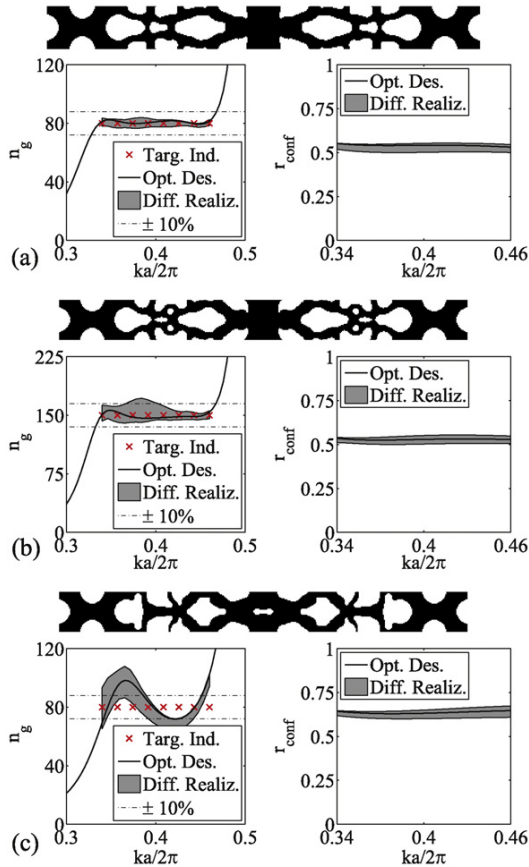 120
80
40
0
n_g
× Targ. Ind.
Opt. Des.
Diff. Realiz.
± 10%
0.3 0.4 0.5
ka/2π
(a)
1
0.75
0.5
0.25
0
r_conf
Opt. Des.
Diff. Realiz.
0.34 0.4 0.46
ka/2π
225
150
75
0
n_g
× Targ. Ind.
Opt. Des.
Diff. Realiz.
± 10%
0.3 0.4 0.5
ka/2π
(b)
1
0.75
0.5
0.25
0
r_conf
Opt. Des.
Diff. Realiz.
0.34 0.4 0.46
ka/2π
120
80
40
0
n_g
× Targ. Ind.
Opt. Des.
Diff. Realiz.
± 10%
0.3 0.4 0.5
ka/2π
(c)
1
0.75
0.5
0.25
0
r_conf
Opt. Des.
Diff. Realiz.
0.34 0.4 0.46
ka/2π